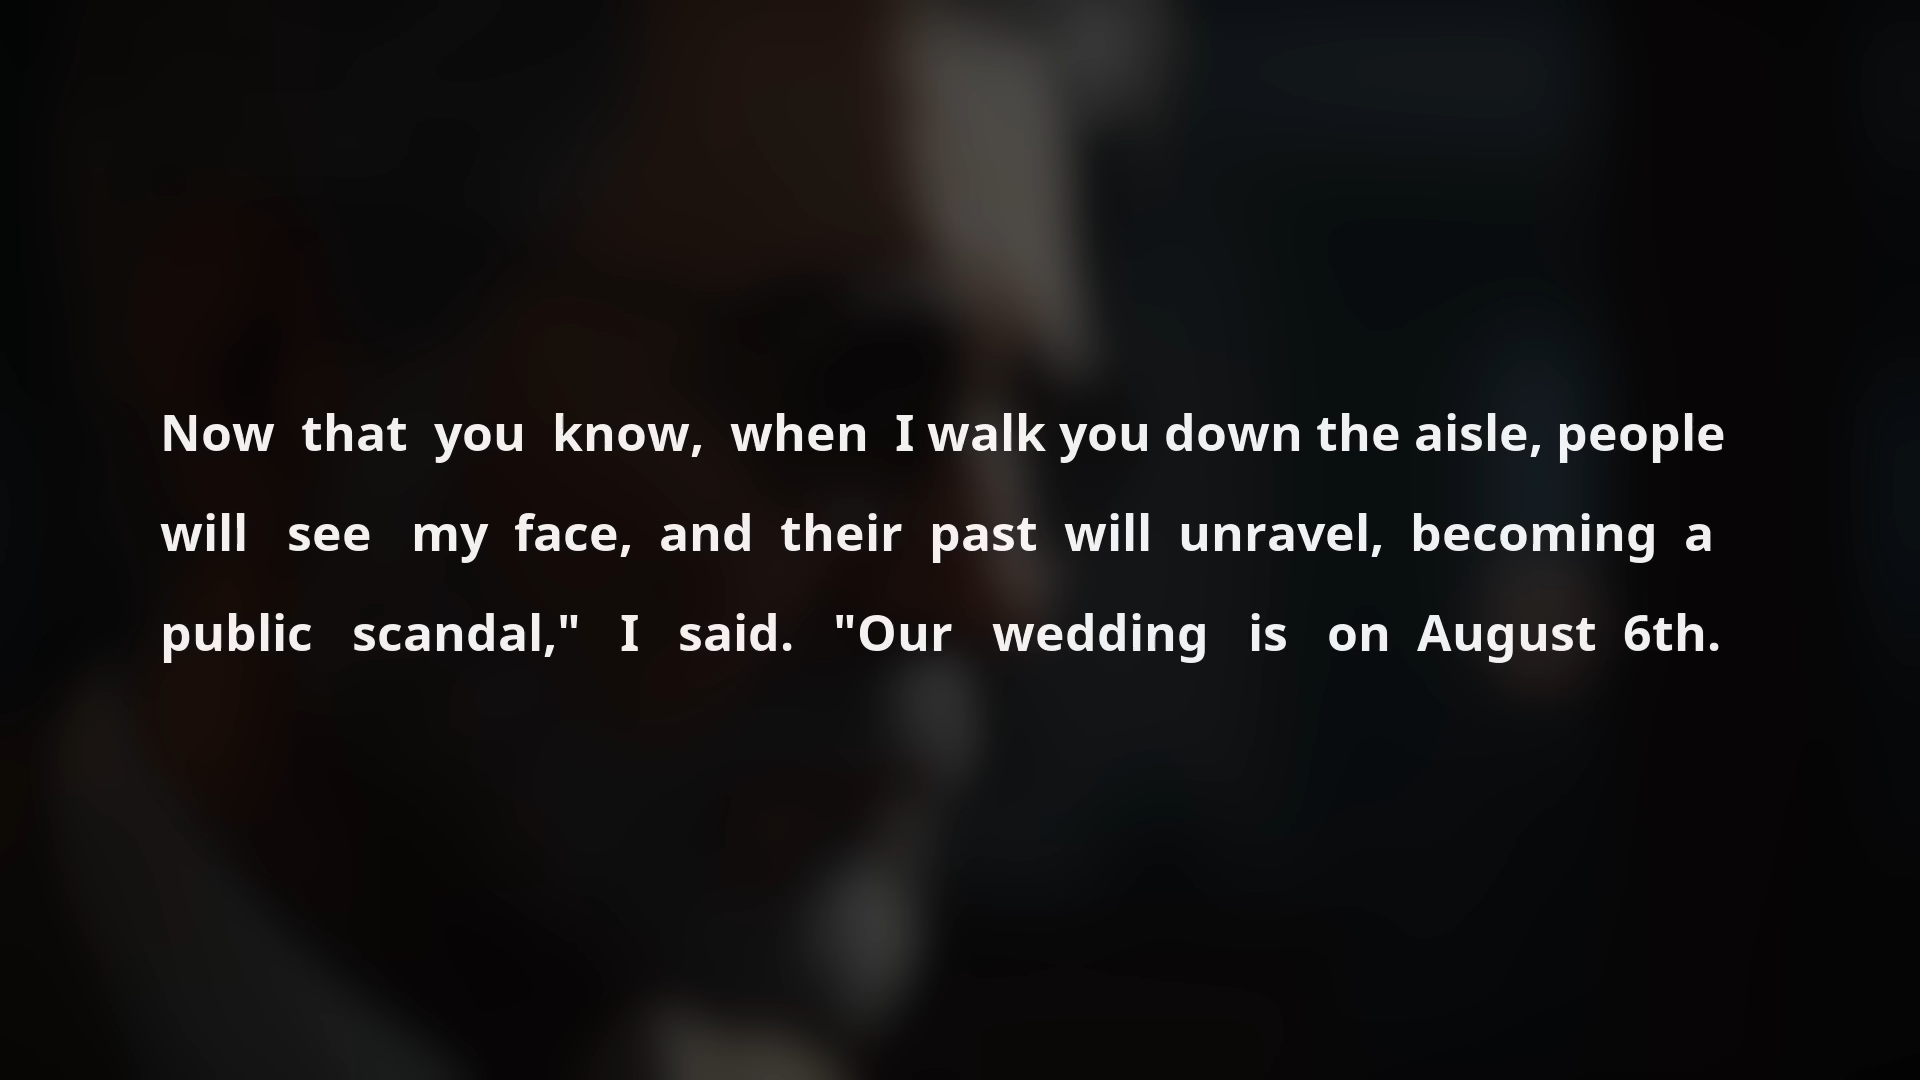 Now that you know, when I walk you down the aisle, people
will see my face, and their past will unravel, becoming a
public scandal," I said. "Our wedding is on August 6th.